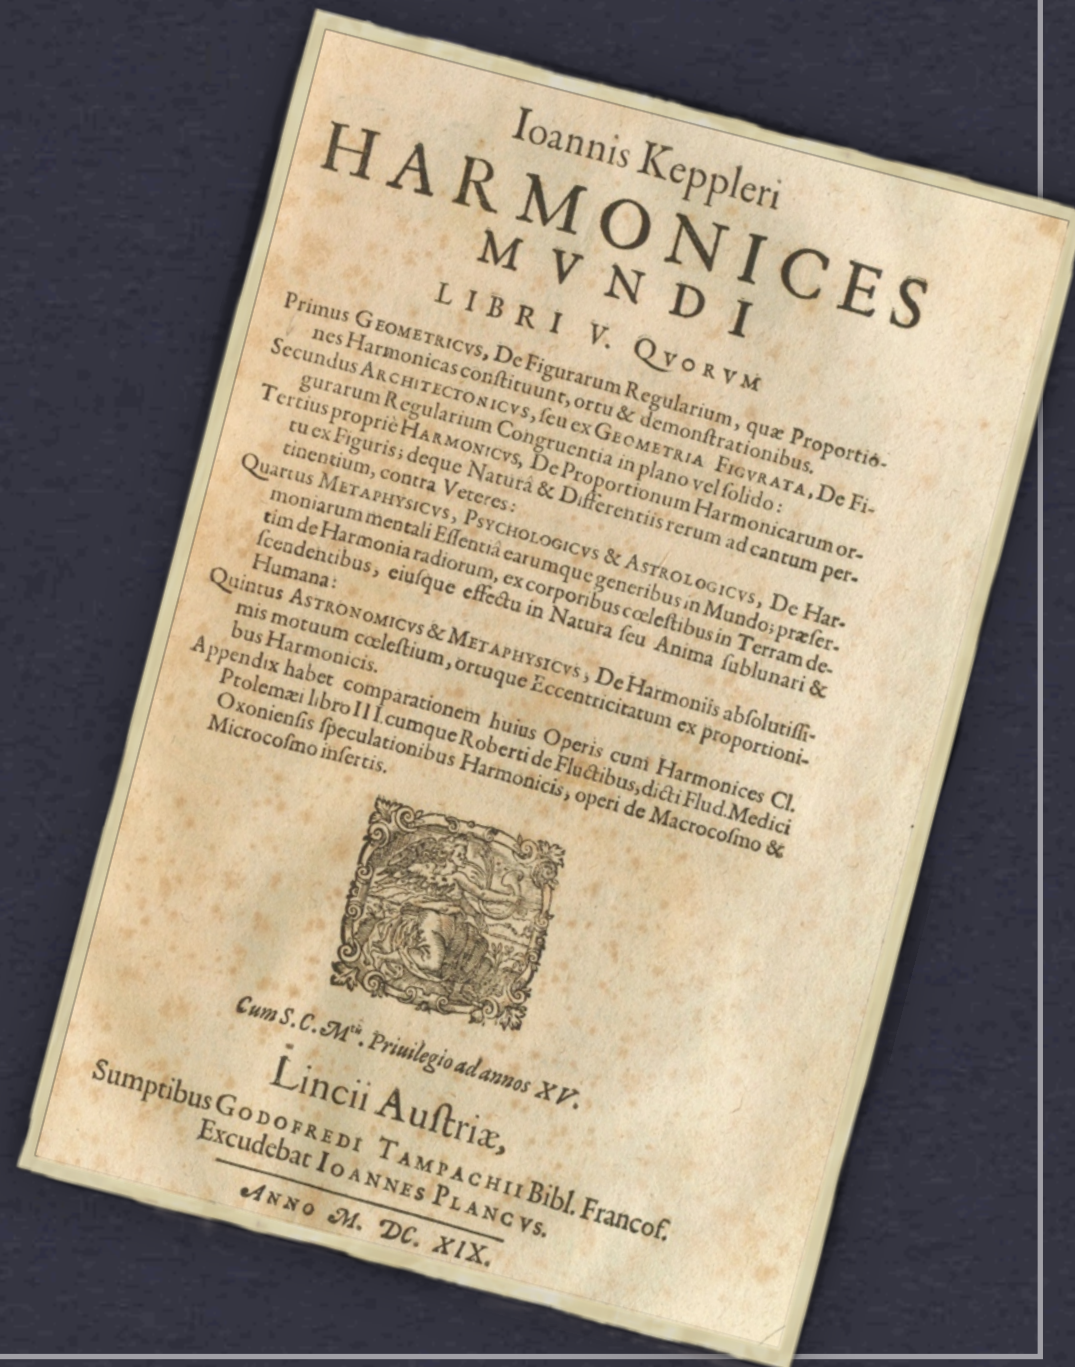 Ioannis Keppleri
HARMONICES
MVNDI
LIBRI V. QVORVM
Primus GEOMETRICVS, De Figurarum Regularium, quæ Proportio-
nes Harmonicas conſtituunt, ortu & demonſtrationibus.
Secundus ARCHITECTONICVS, ſeu ex GEOMETRIA FIGVRATA, De Fi-
gurarum Regularium Congruentia in plano vel ſolido:
Tertius propriè HARMONICVS, De Proportionum Harmonicarum or-
tu ex Figuris; deque Naturâ & Differentiis rerum ad cantum per-
tinentium, contra Veteres:
Quartus METAPHYSICVS, PSYCHOLOGICVS & ASTROLOGICVS, De Har-
moniarum mentali Eſſentiâ earumque generibus in Mundo; præſer-
tim de Harmonia radiorum, ex corporibus cœleſtibus in Terram de-
ſcendentibus, eiuſque effectu in Natura ſeu Anima ſublunari &
Humana:
Quintus ASTRONOMICVS & METAPHYSICVS, De Harmoniis abſolutiſſi-
mis motuum cœleſtium, ortuque Eccentricitatum ex proportioni-
bus Harmonicis.
Appendix habet comparationem huius Operis cum Harmonices Cl.
Ptolemæi libro III. cumque Roberti de Fluctibus, dicti Flud. Medici
Oxonienſis ſpeculationibus Harmonicis, operi de Macrocoſmo &
Microcoſmo inſertis.
Cum S. C. Mtis. Priuilegio ad annos XV.
Lincii Auſtriæ,
Sumptibus GODOFREDI TAMPACHII Bibl. Francof.
Excudebat IOANNES PLANCVS.
ANNO M. DC. XIX.